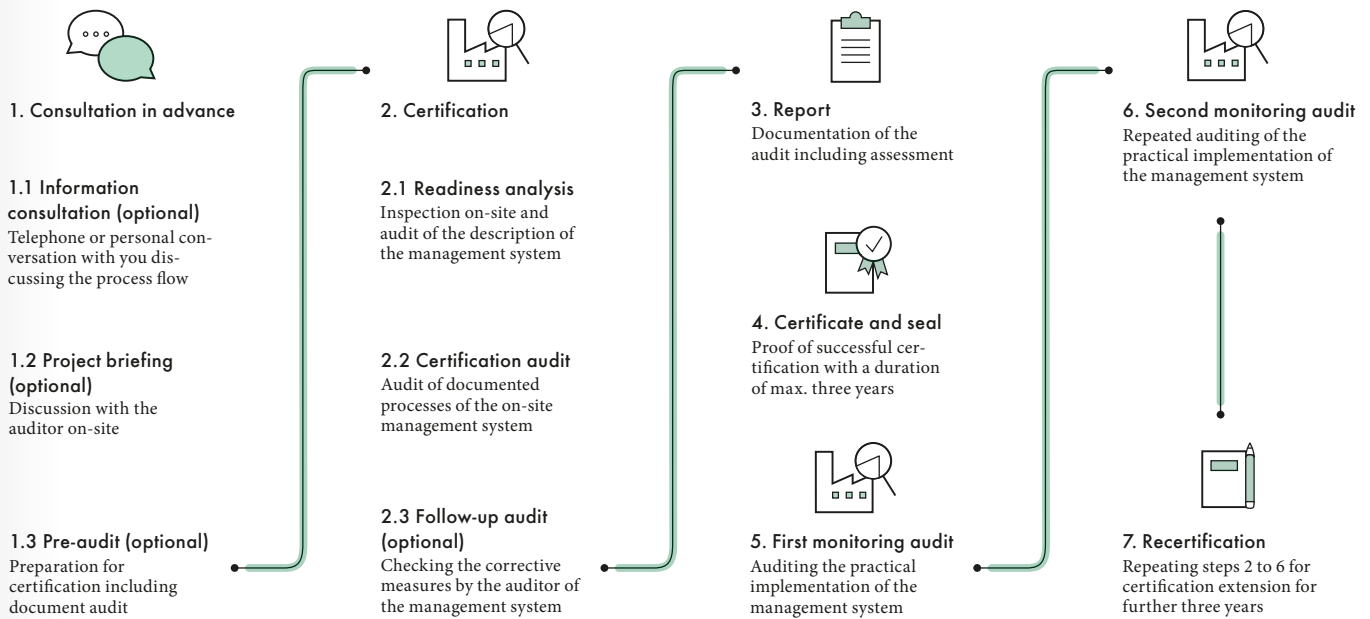 1. Consultation in advance
1.1 Information
consultation (optional)
Telephone or personal con-
versation with you dis-
cussing the process flow
1.2 Project briefing
(optional)
Discussion with the
auditor on-site
1.3 Pre-audit (optional)
Preparation for
certification including
document audit
2. Certification
2.1 Readiness analysis
Inspection on-site and
audit of the description of
the management system
2.2 Certification audit
Audit of documented
processes of the on-site
management system
2.3 Follow-up audit
(optional)
Checking the corrective
measures by the auditor of
the management system
3. Report
Documentation of the
audit including assessment
4. Certificate and seal
Proof of successful cer-
tification with a duration
of max. three years
5. First monitoring audit
Auditing the practical
implementation of the
management system
6. Second monitoring audit
Repeated auditing of the
practical implementation of
the management system
7. Recertification
Repeating steps 2 to 6 for
certification extension for
further three years